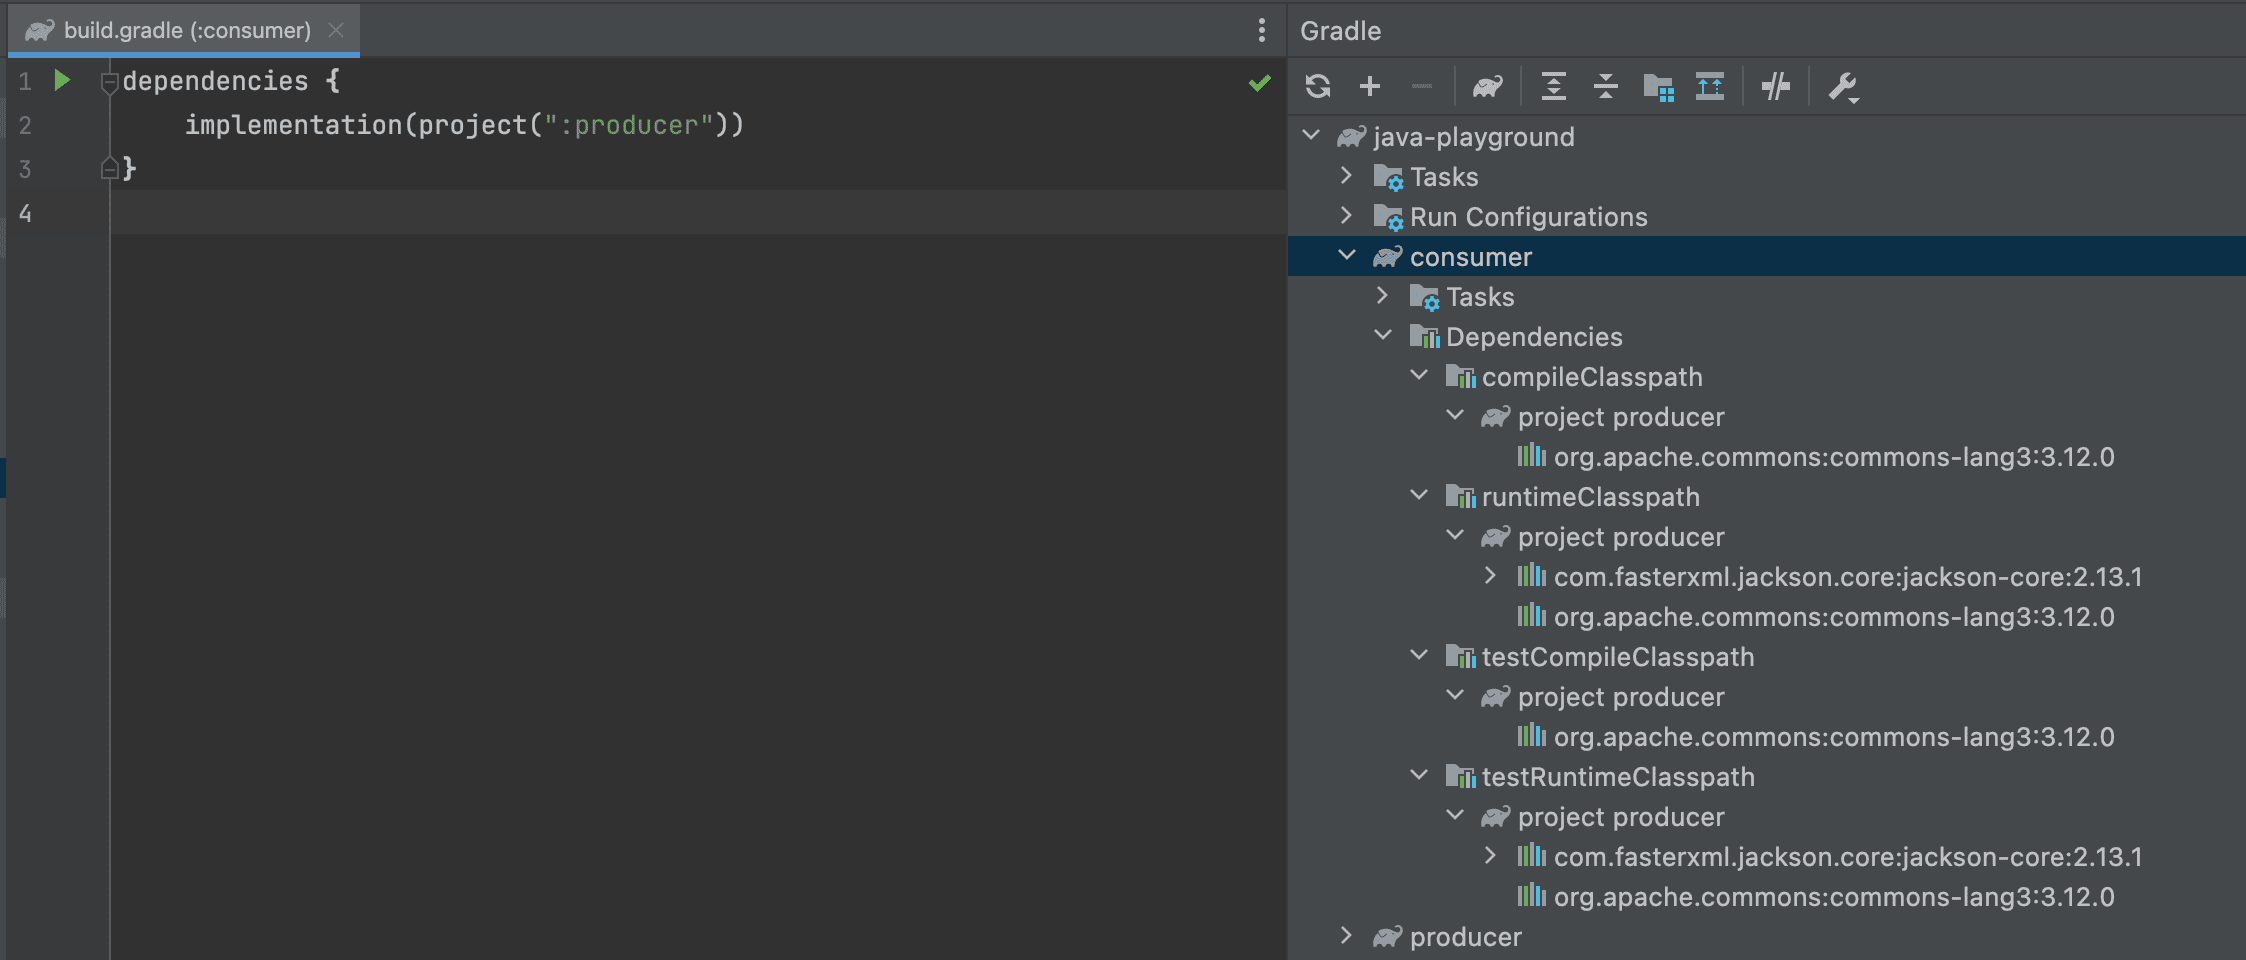 build.gradle (:consumer)
1 dependencies {
2 implementation(project(":producer"))
3 }
4
Gradle
java-playground
Tasks
Run Configurations
consumer
Tasks
Dependencies
compileClasspath
project producer
org.apache.commons:commons-lang3:3.12.0
runtimeClasspath
project producer
com.fasterxml.jackson.core:jackson-core:2.13.1
org.apache.commons:commons-lang3:3.12.0
testCompileClasspath
project producer
org.apache.commons:commons-lang3:3.12.0
testRuntimeClasspath
project producer
com.fasterxml.jackson.core:jackson-core:2.13.1
org.apache.commons:commons-lang3:3.12.0
producer